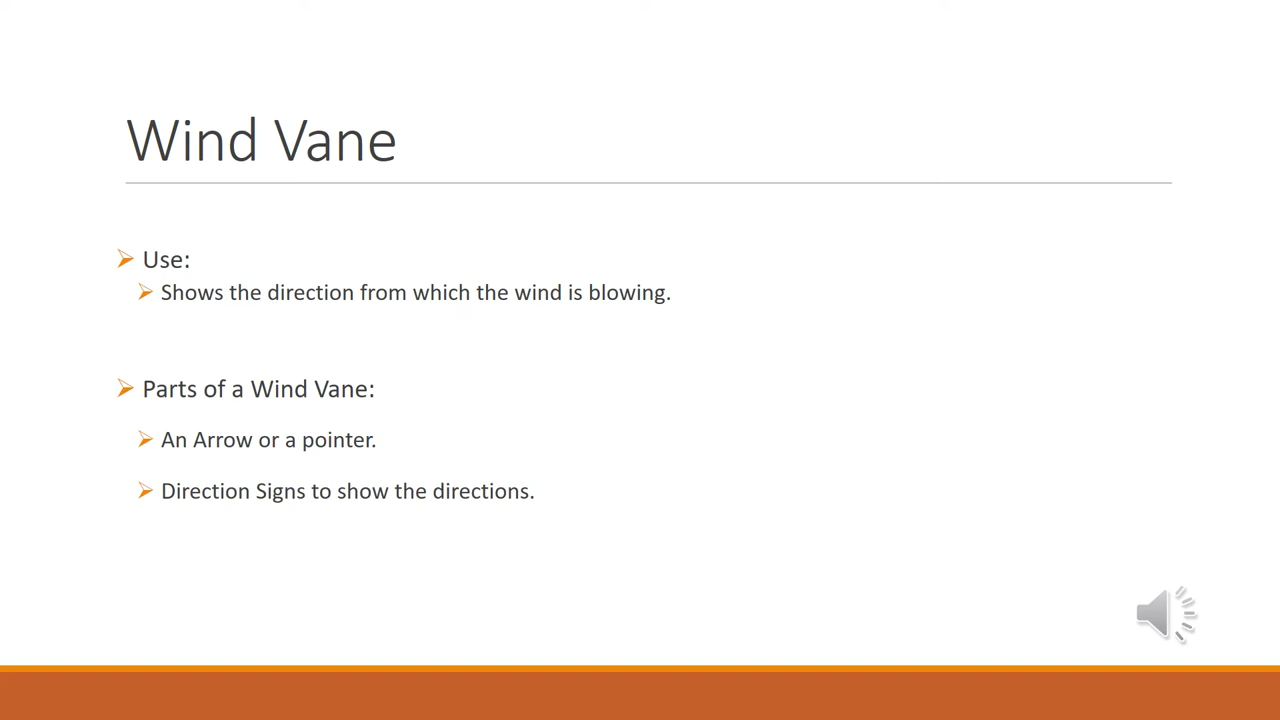 Wind Vane
Use:
Shows the direction from which the wind is blowing.
Parts of a Wind Vane:
An Arrow or a pointer.
Direction Signs to show the directions.